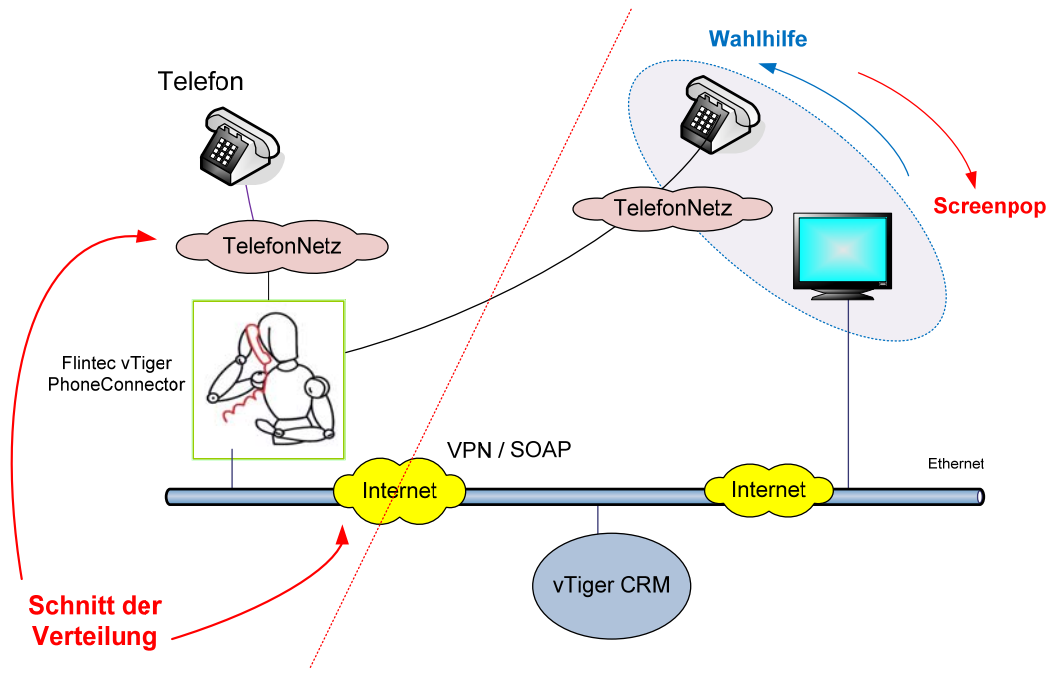 Wahlhilfe
Telefon
Screenpop
TelefonNetz
TelefonNetz
Flintec vTiger
PhoneConnector
VPN / SOAP
Ethernet
Internet
Internet
vTiger CRM
Schnitt der
Verteilung